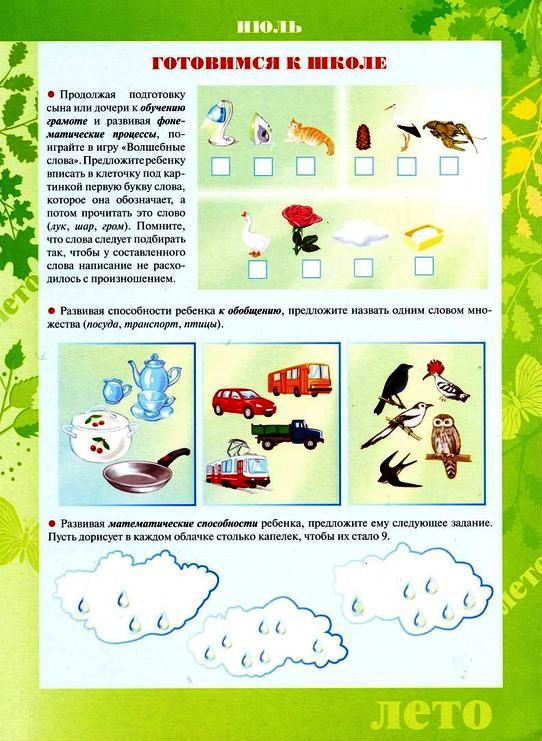 ИЮЛЬ
ГОТОВИМСЯ К ШКОЛЕ
● Продолжая подготовку
сына или дочери к обучению
грамоте и развивая фоне-
матические процессы, по-
играйте в игру «Волшебные
слова». Предложите ребенку
вписать в клеточку под кар-
тинкой первую букву слова,
которое она обозначает, а
потом прочитать это слово
(лук, шар, гром). Помните,
что слова следует подбирать
так, чтобы у составленного
слова написание не расхо-
дилось с произношением.
● Развивая способности ребенка к обобщению, предложите назвать одним словом мно-
жества (посуда, транспорт, птицы).
● Развивая математические способности ребенка, предложите ему следующее задание.
Пусть дорисует в каждом облачке столько капелек, чтобы их стало 9.
лето
лето
лето